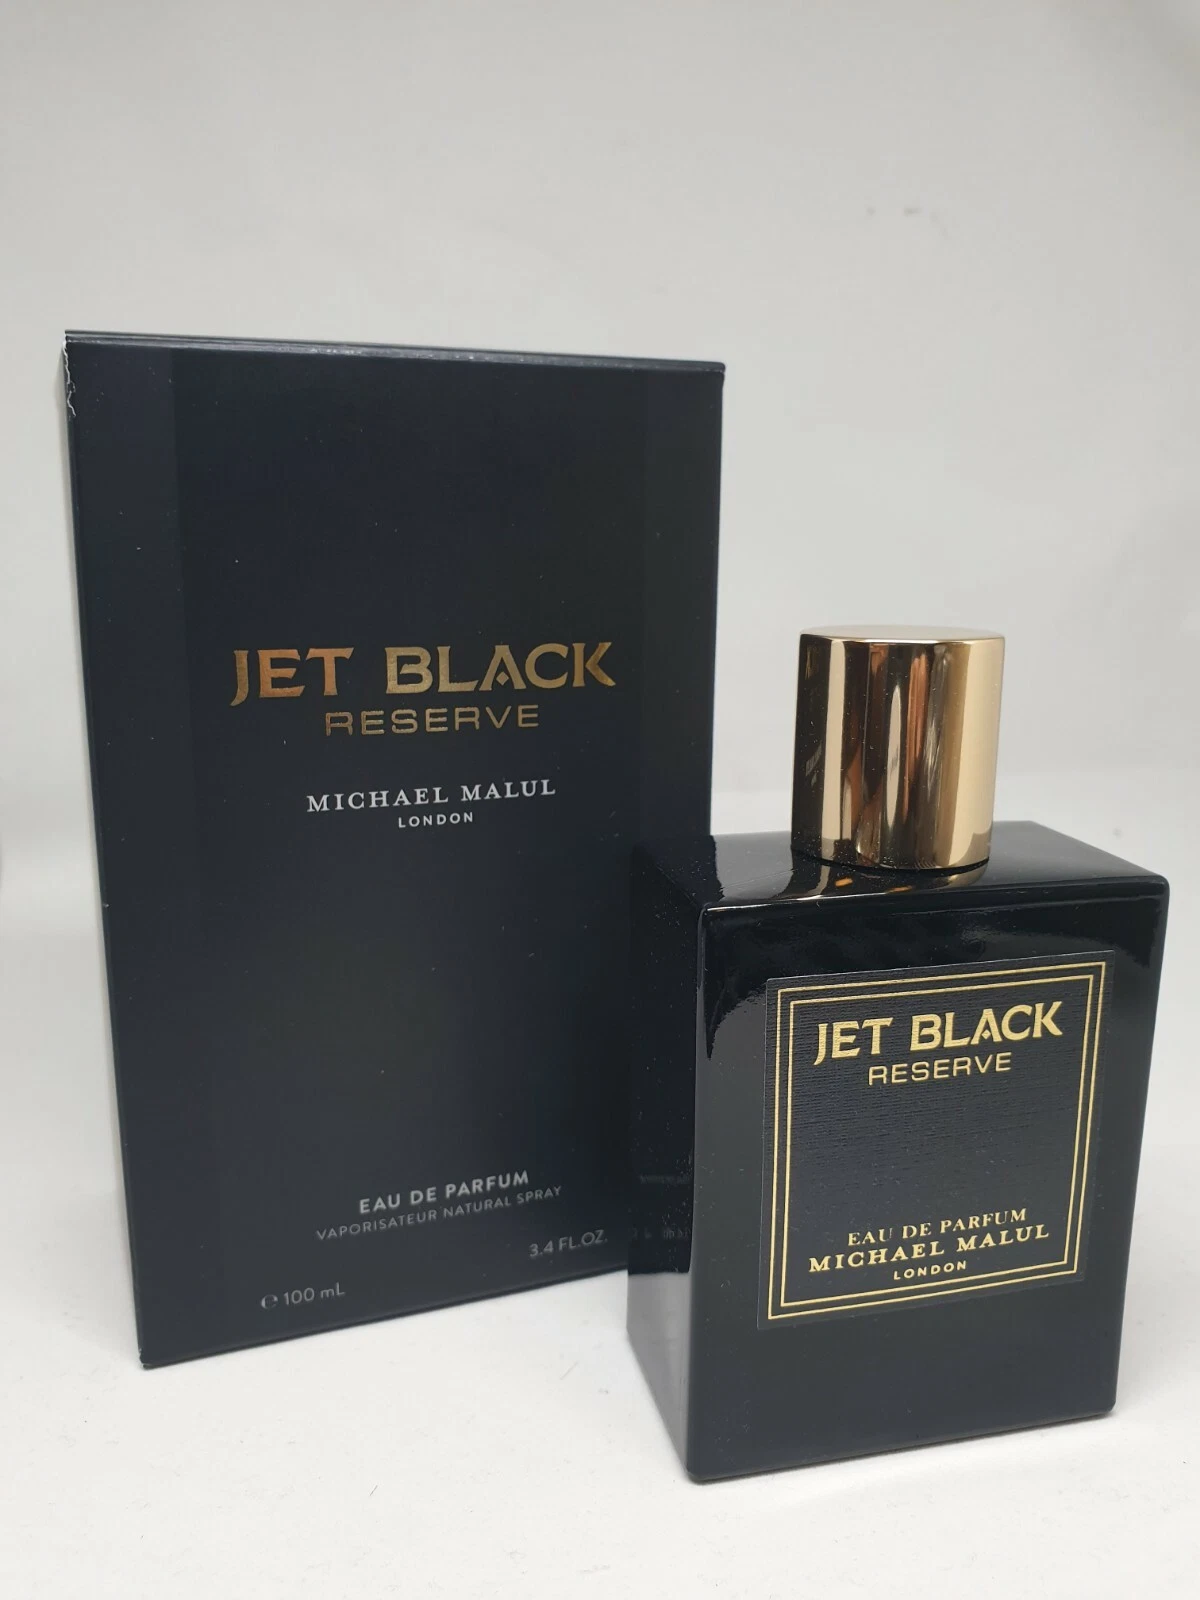 JET BLACK
RESERVE
MICHAEL MALUL
LONDON
EAU DE PARFUM
VAPORISATEUR NATURAL SPRAY
3.4 FL.OZ.
℮ 100 mL
JET BLACK
RESERVE
EAU DE PARFUM
MICHAEL MALUL
LONDON